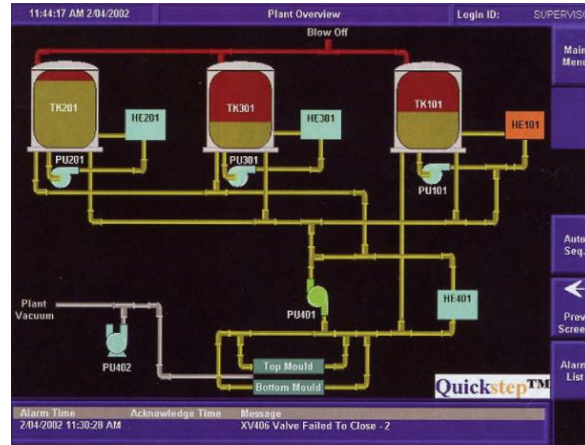 11:44:17 AM 2/04/2002 Plant Overview Login ID: SUPERVISO
Blow Off
Main
Menu
TK201 HE201 TK301 HE301 TK101 HE101
PU201 PU301 PU101
Auto
Seq.
Plant
Vacuum
PU401 HE401
Prev
Screen
PU402
Top Mould
Bottom Mould
Alarm
List
Quickstep™
Alarm Time Acknowledge Time Message
2/04/2002 11:30:28 AM XV406 Valve Failed To Close - 2